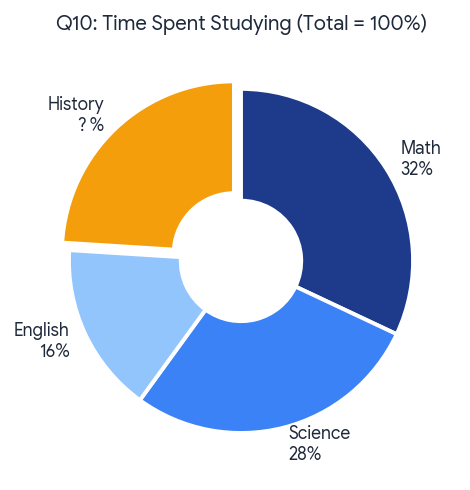 Q10: Time Spent Studying (Total = 100%)
History
? %
Math
32%
English
16%
Science
28%